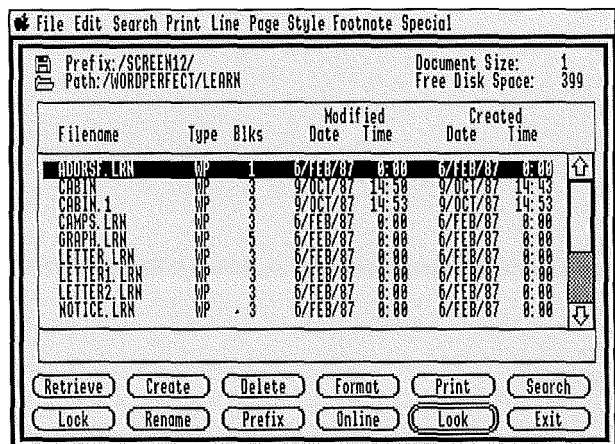 File Edit Search Print Line Page Style Footnote Special
Prefix:/SCREEN12/ Document Size: 1
Path:/WORDPERFECT/LEARN Free Disk Space: 399
Modified Created
Filename Type Blks Date Time Date Time
ADDRSF.LRN WP 1 6/FEB/87 0:00 6/FEB/87 0:00
CABIN WP 3 9/OCT/87 14:50 9/OCT/87 14:43
CABIN.1 WP 3 9/OCT/87 14:53 9/OCT/87 14:53
CAMPS.LRN WP 3 6/FEB/87 0:00 6/FEB/87 0:00
GRAPH.LRN WP 5 6/FEB/87 0:00 6/FEB/87 0:00
LETTER.LRN WP 3 6/FEB/87 0:00 6/FEB/87 0:00
LETTER1.LRN WP 3 6/FEB/87 0:00 6/FEB/87 0:00
LETTER2.LRN WP 3 6/FEB/87 0:00 6/FEB/87 0:00
NOTICE.LRN WP 3 6/FEB/87 0:00 6/FEB/87 0:00
Retrieve Create Delete Format Print Search
Lock Rename Prefix Online Look Exit